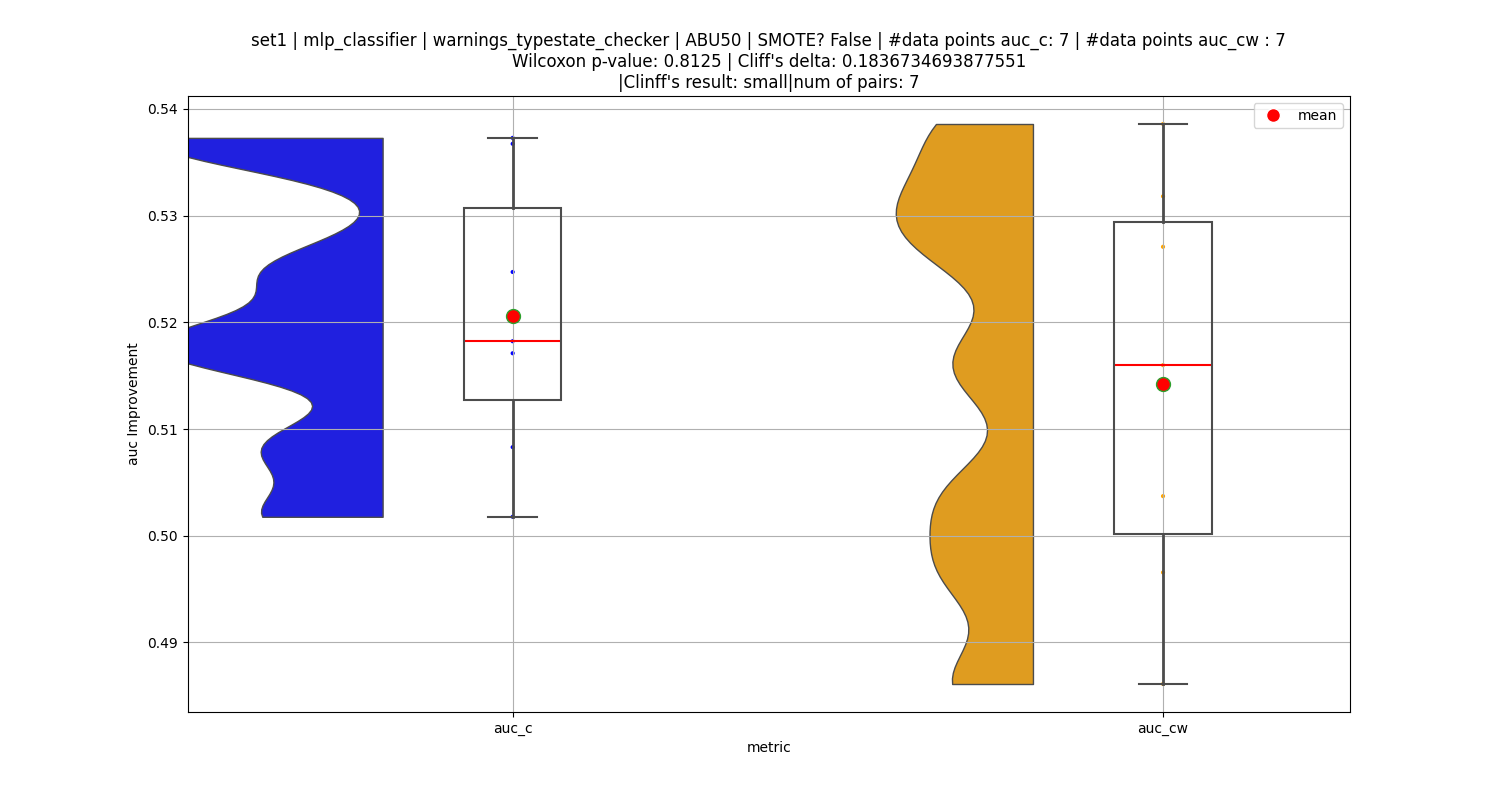 set1 | mlp_classifier | warnings_typestate_checker | ABU50 | SMOTE? False | #data points auc_c: 7 | #data points auc_cw : 7
Wilcoxon p-value: 0.8125 | Cliff's delta: 0.1836734693877551
|Clinff's result: small|num of pairs: 7
mean
0.54
0.53
0.52
0.51
0.50
0.49
auc Improvement
auc_c
auc_cw
metric